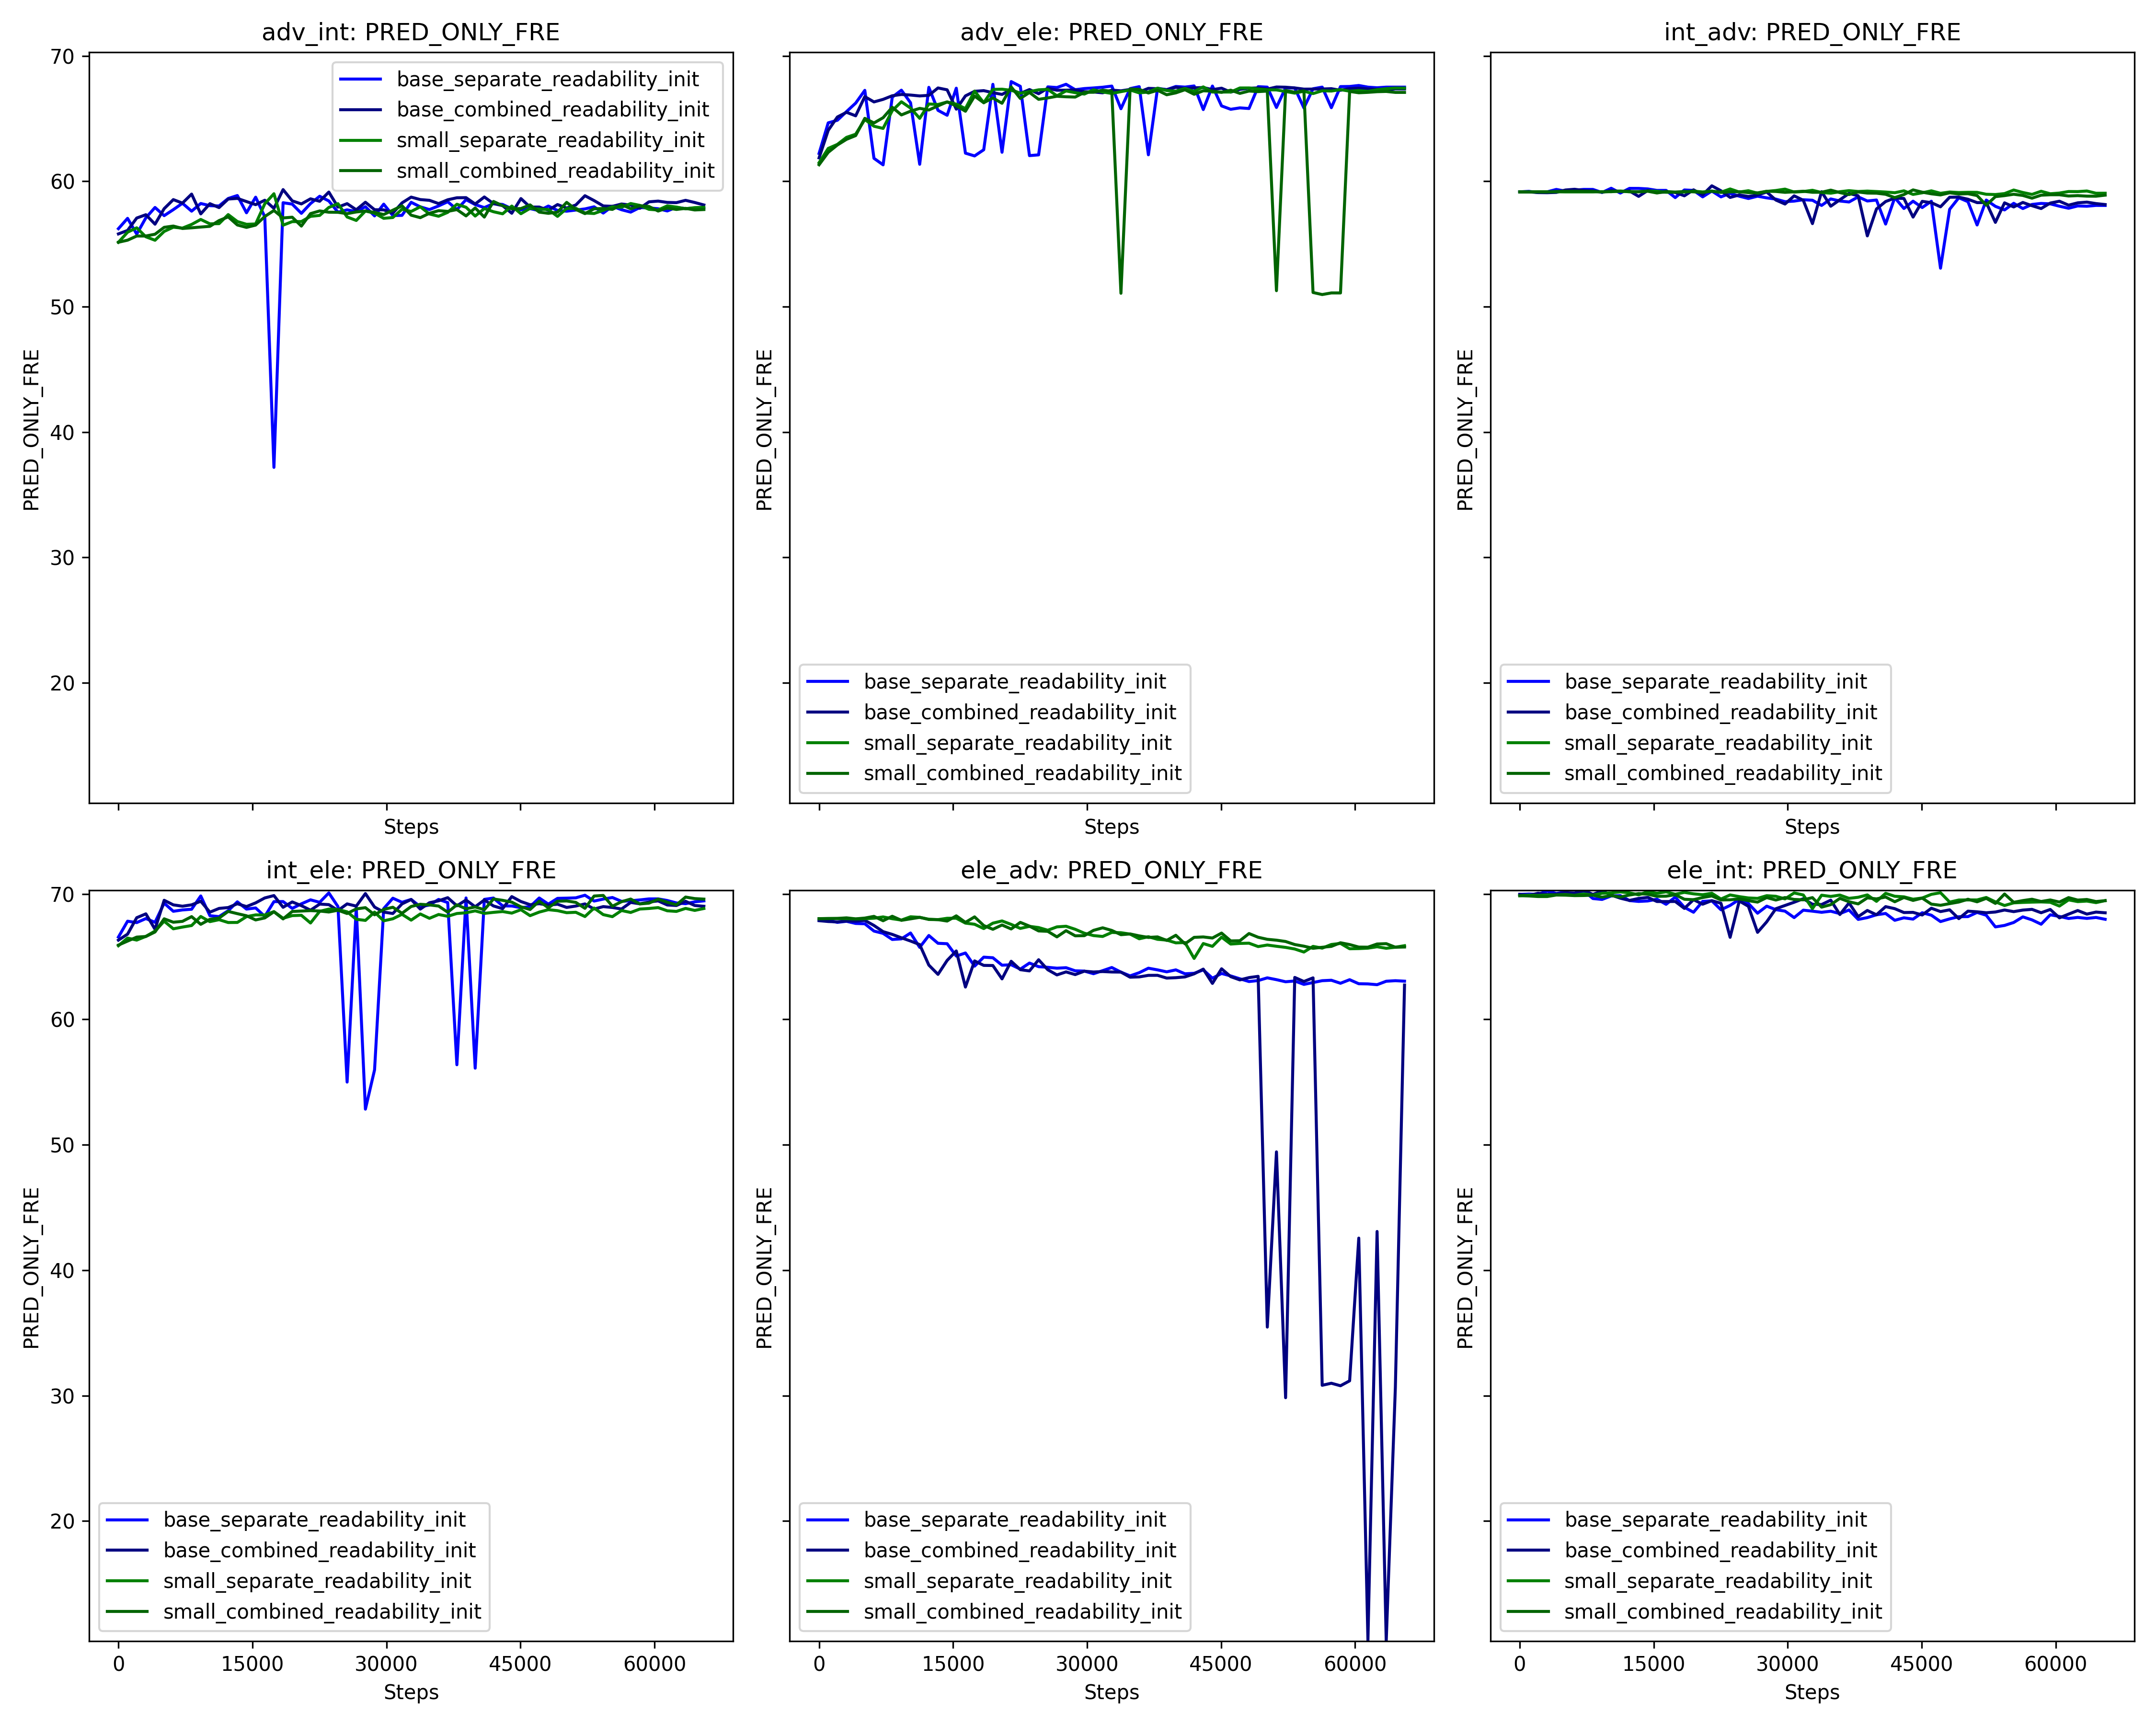 adv_int: PRED_ONLY_FRE
adv_ele: PRED_ONLY_FRE
int_adv: PRED_ONLY_FRE
70
60
50
40
30
20
PRED_ONLY_FRE
PRED_ONLY_FRE
PRED_ONLY_FRE
base_separate_readability_init
base_combined_readability_init
small_separate_readability_init
small_combined_readability_init
base_separate_readability_init
base_combined_readability_init
small_separate_readability_init
small_combined_readability_init
base_separate_readability_init
base_combined_readability_init
small_separate_readability_init
small_combined_readability_init
Steps
Steps
Steps
int_ele: PRED_ONLY_FRE
ele_adv: PRED_ONLY_FRE
ele_int: PRED_ONLY_FRE
70
60
50
40
30
20
PRED_ONLY_FRE
PRED_ONLY_FRE
PRED_ONLY_FRE
base_separate_readability_init
base_combined_readability_init
small_separate_readability_init
small_combined_readability_init
base_separate_readability_init
base_combined_readability_init
small_separate_readability_init
small_combined_readability_init
base_separate_readability_init
base_combined_readability_init
small_separate_readability_init
small_combined_readability_init
0 15000 30000 45000 60000
0 15000 30000 45000 60000
0 15000 30000 45000 60000
Steps
Steps
Steps